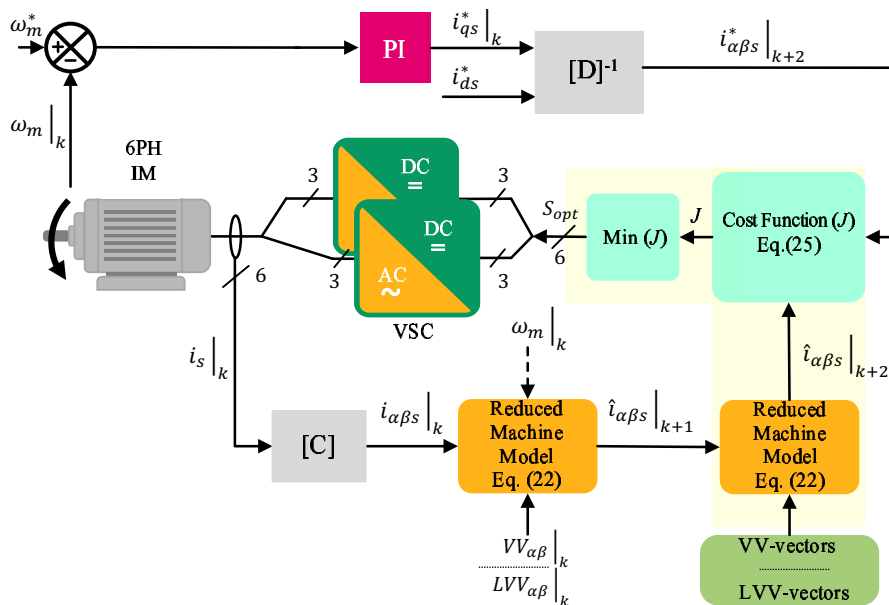 ω*m
+
−
ωm|k
PI
i*qs|k
i*ds
[D]-1
i*αβs|k+2
6PH
IM
3
3
DC
=
DC
=
AC
~
VSC
3
3
Sopt
6
Min (J)
J
Cost Function (J)
Eq.(25)
6
is|k
[C]
iαβs|k
ωm|k
Reduced
Machine
Model
Eq. (22)
VVαβ|k
LVVαβ|k
îαβs|k+1
îαβs|k+2
Reduced
Machine
Model
Eq. (22)
VV-vectors
LVV-vectors